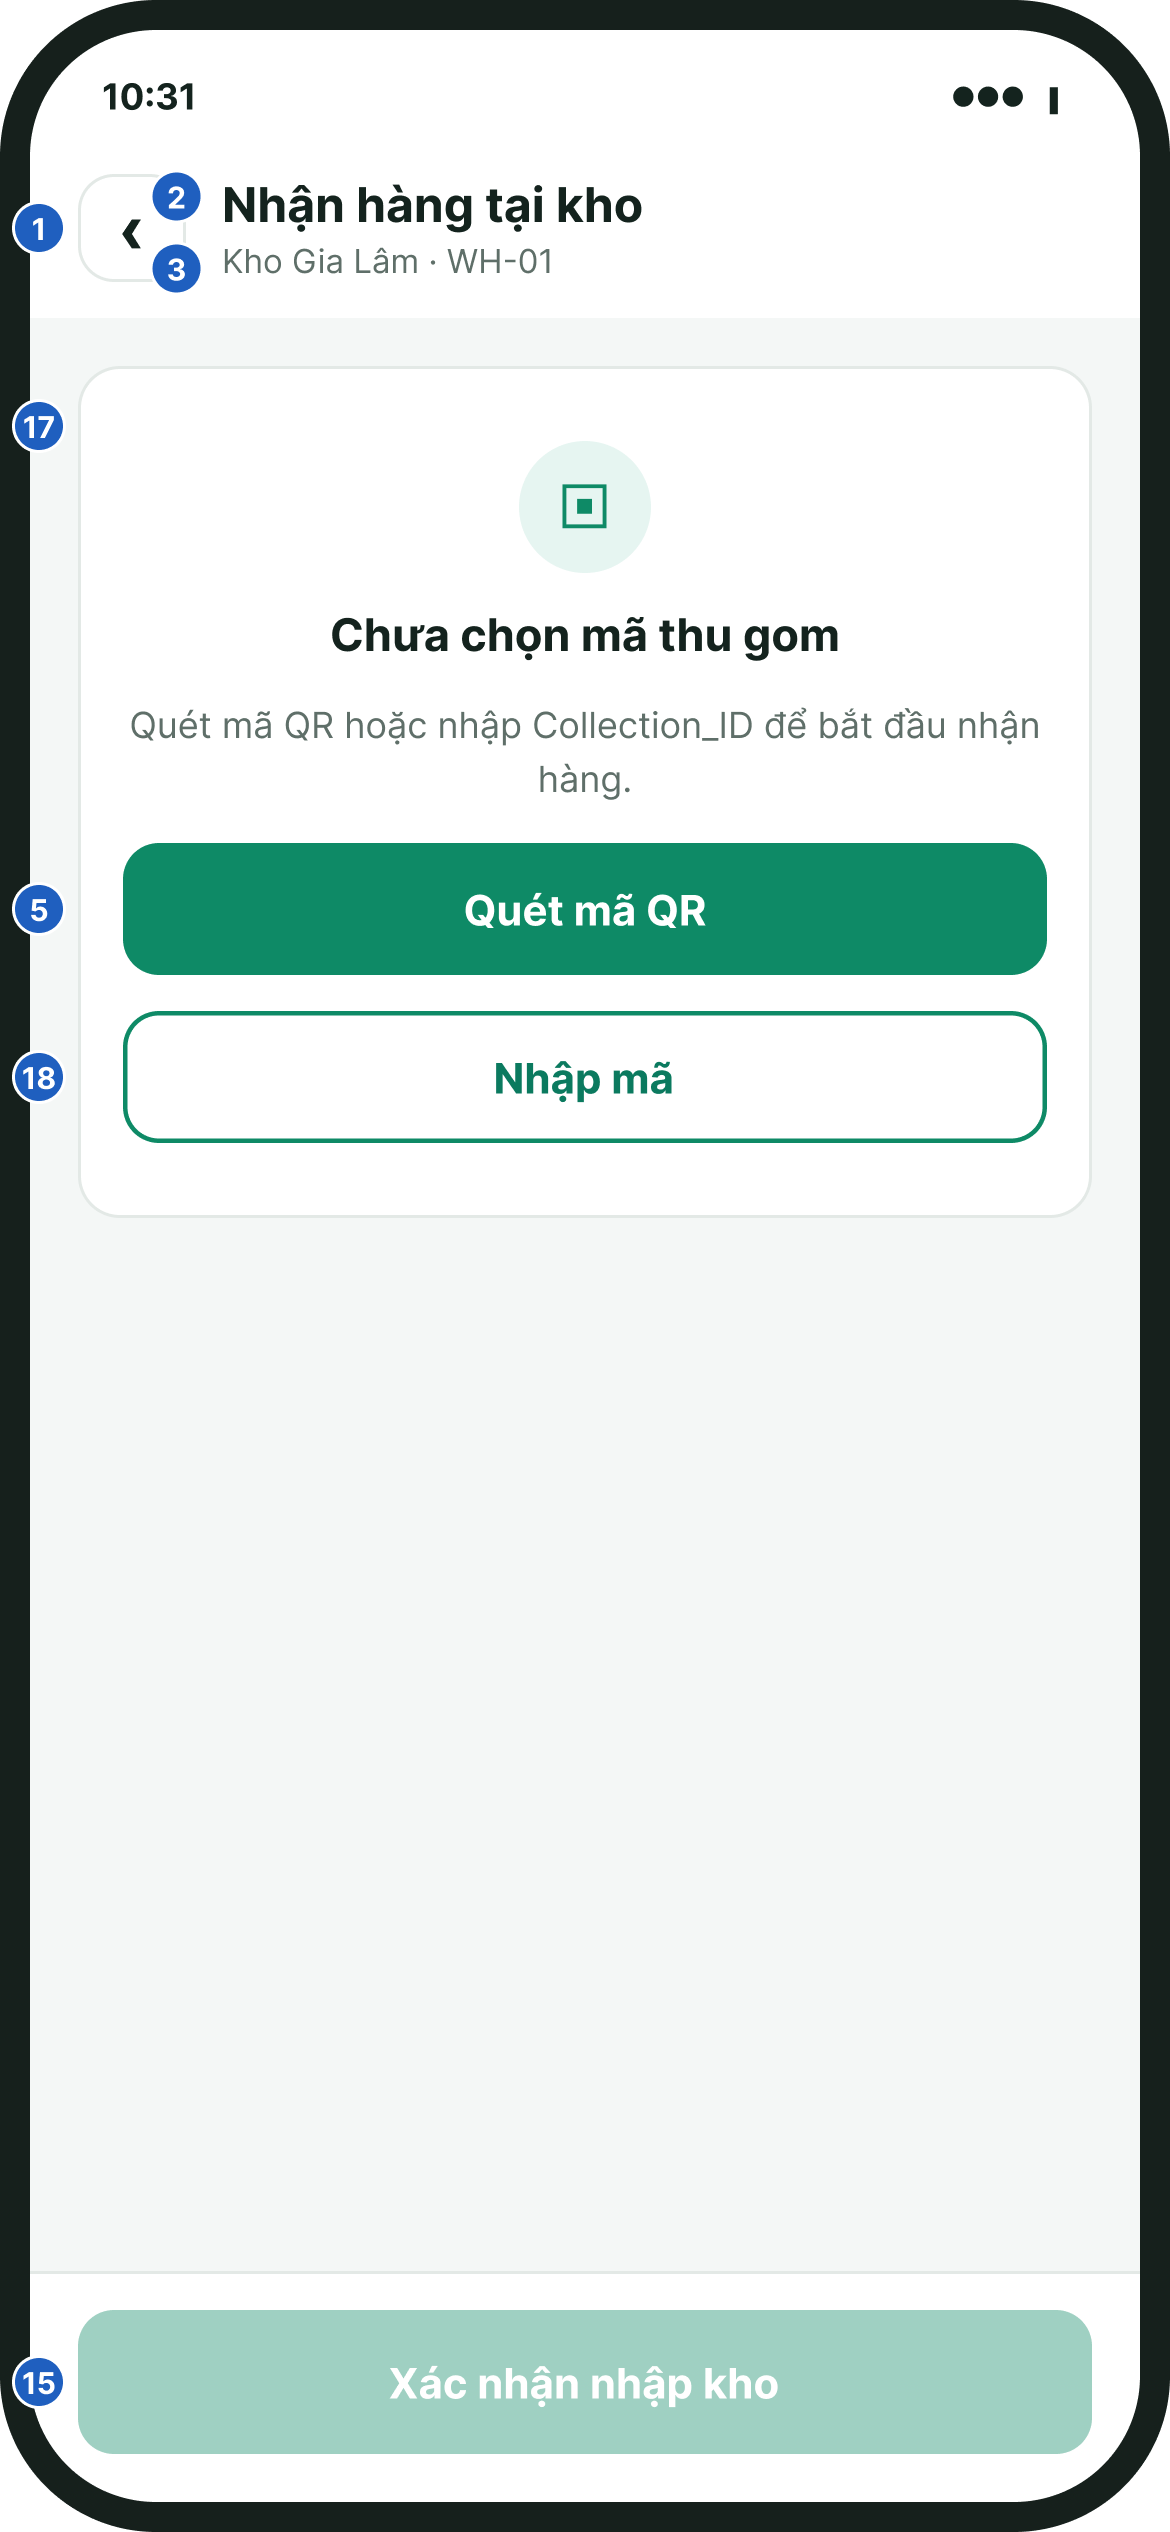 10:31
1
2
3
Nhận hàng tại kho
Kho Gia Lâm · WH-01
17
Chưa chọn mã thu gom
Quét mã QR hoặc nhập Collection_ID để bắt đầu nhận
hàng.
5
Quét mã QR
18
Nhập mã
15
Xác nhận nhập kho